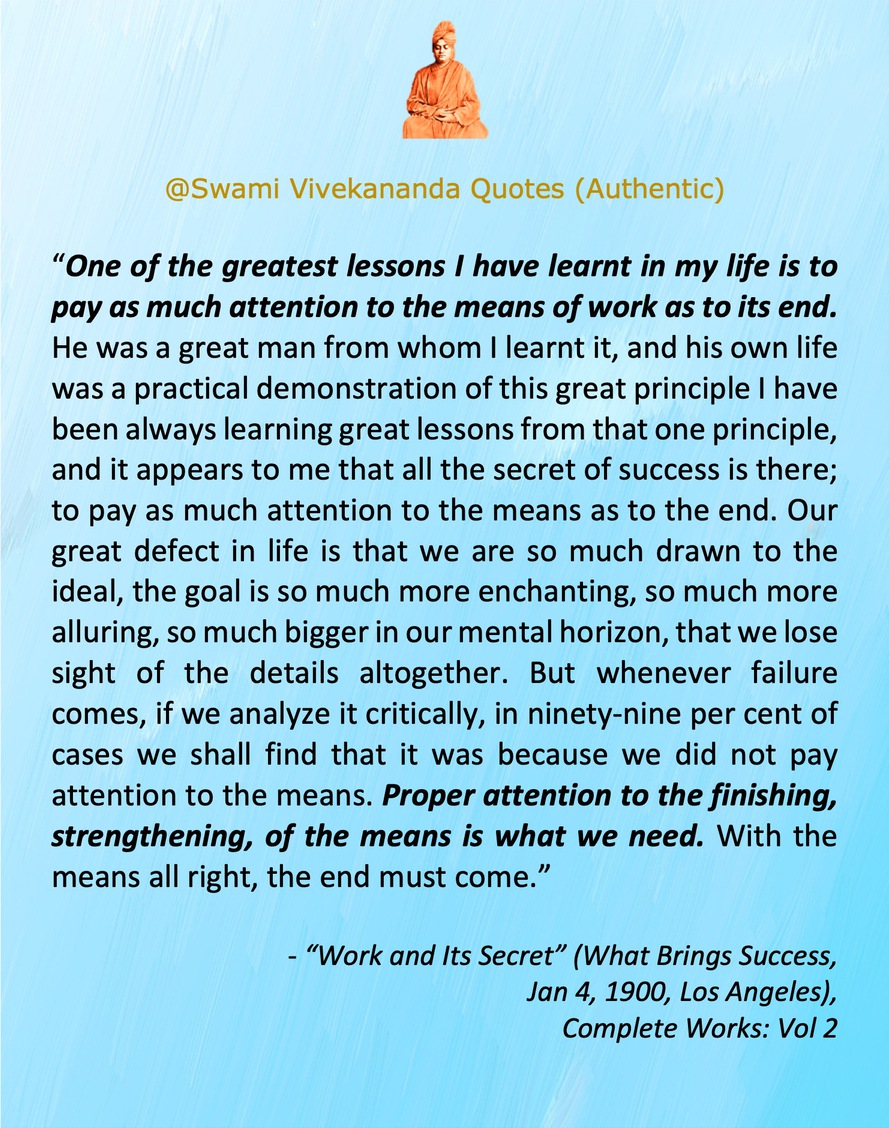 @Swami Vivekananda Quotes (Authentic)
“One of the greatest lessons I have learnt in my life is to
pay as much attention to the means of work as to its end.
He was a great man from whom I learnt it, and his own life
was a practical demonstration of this great principle I have
been always learning great lessons from that one principle,
and it appears to me that all the secret of success is there;
to pay as much attention to the means as to the end. Our
great defect in life is that we are so much drawn to the
ideal, the goal is so much more enchanting, so much more
alluring, so much bigger in our mental horizon, that we lose
sight of the details altogether. But whenever failure
comes, if we analyze it critically, in ninety-nine per cent of
cases we shall find that it was because we did not pay
attention to the means. Proper attention to the finishing,
strengthening, of the means is what we need. With the
means all right, the end must come.”
- “Work and Its Secret” (What Brings Success,
Jan 4, 1900, Los Angeles),
Complete Works: Vol 2